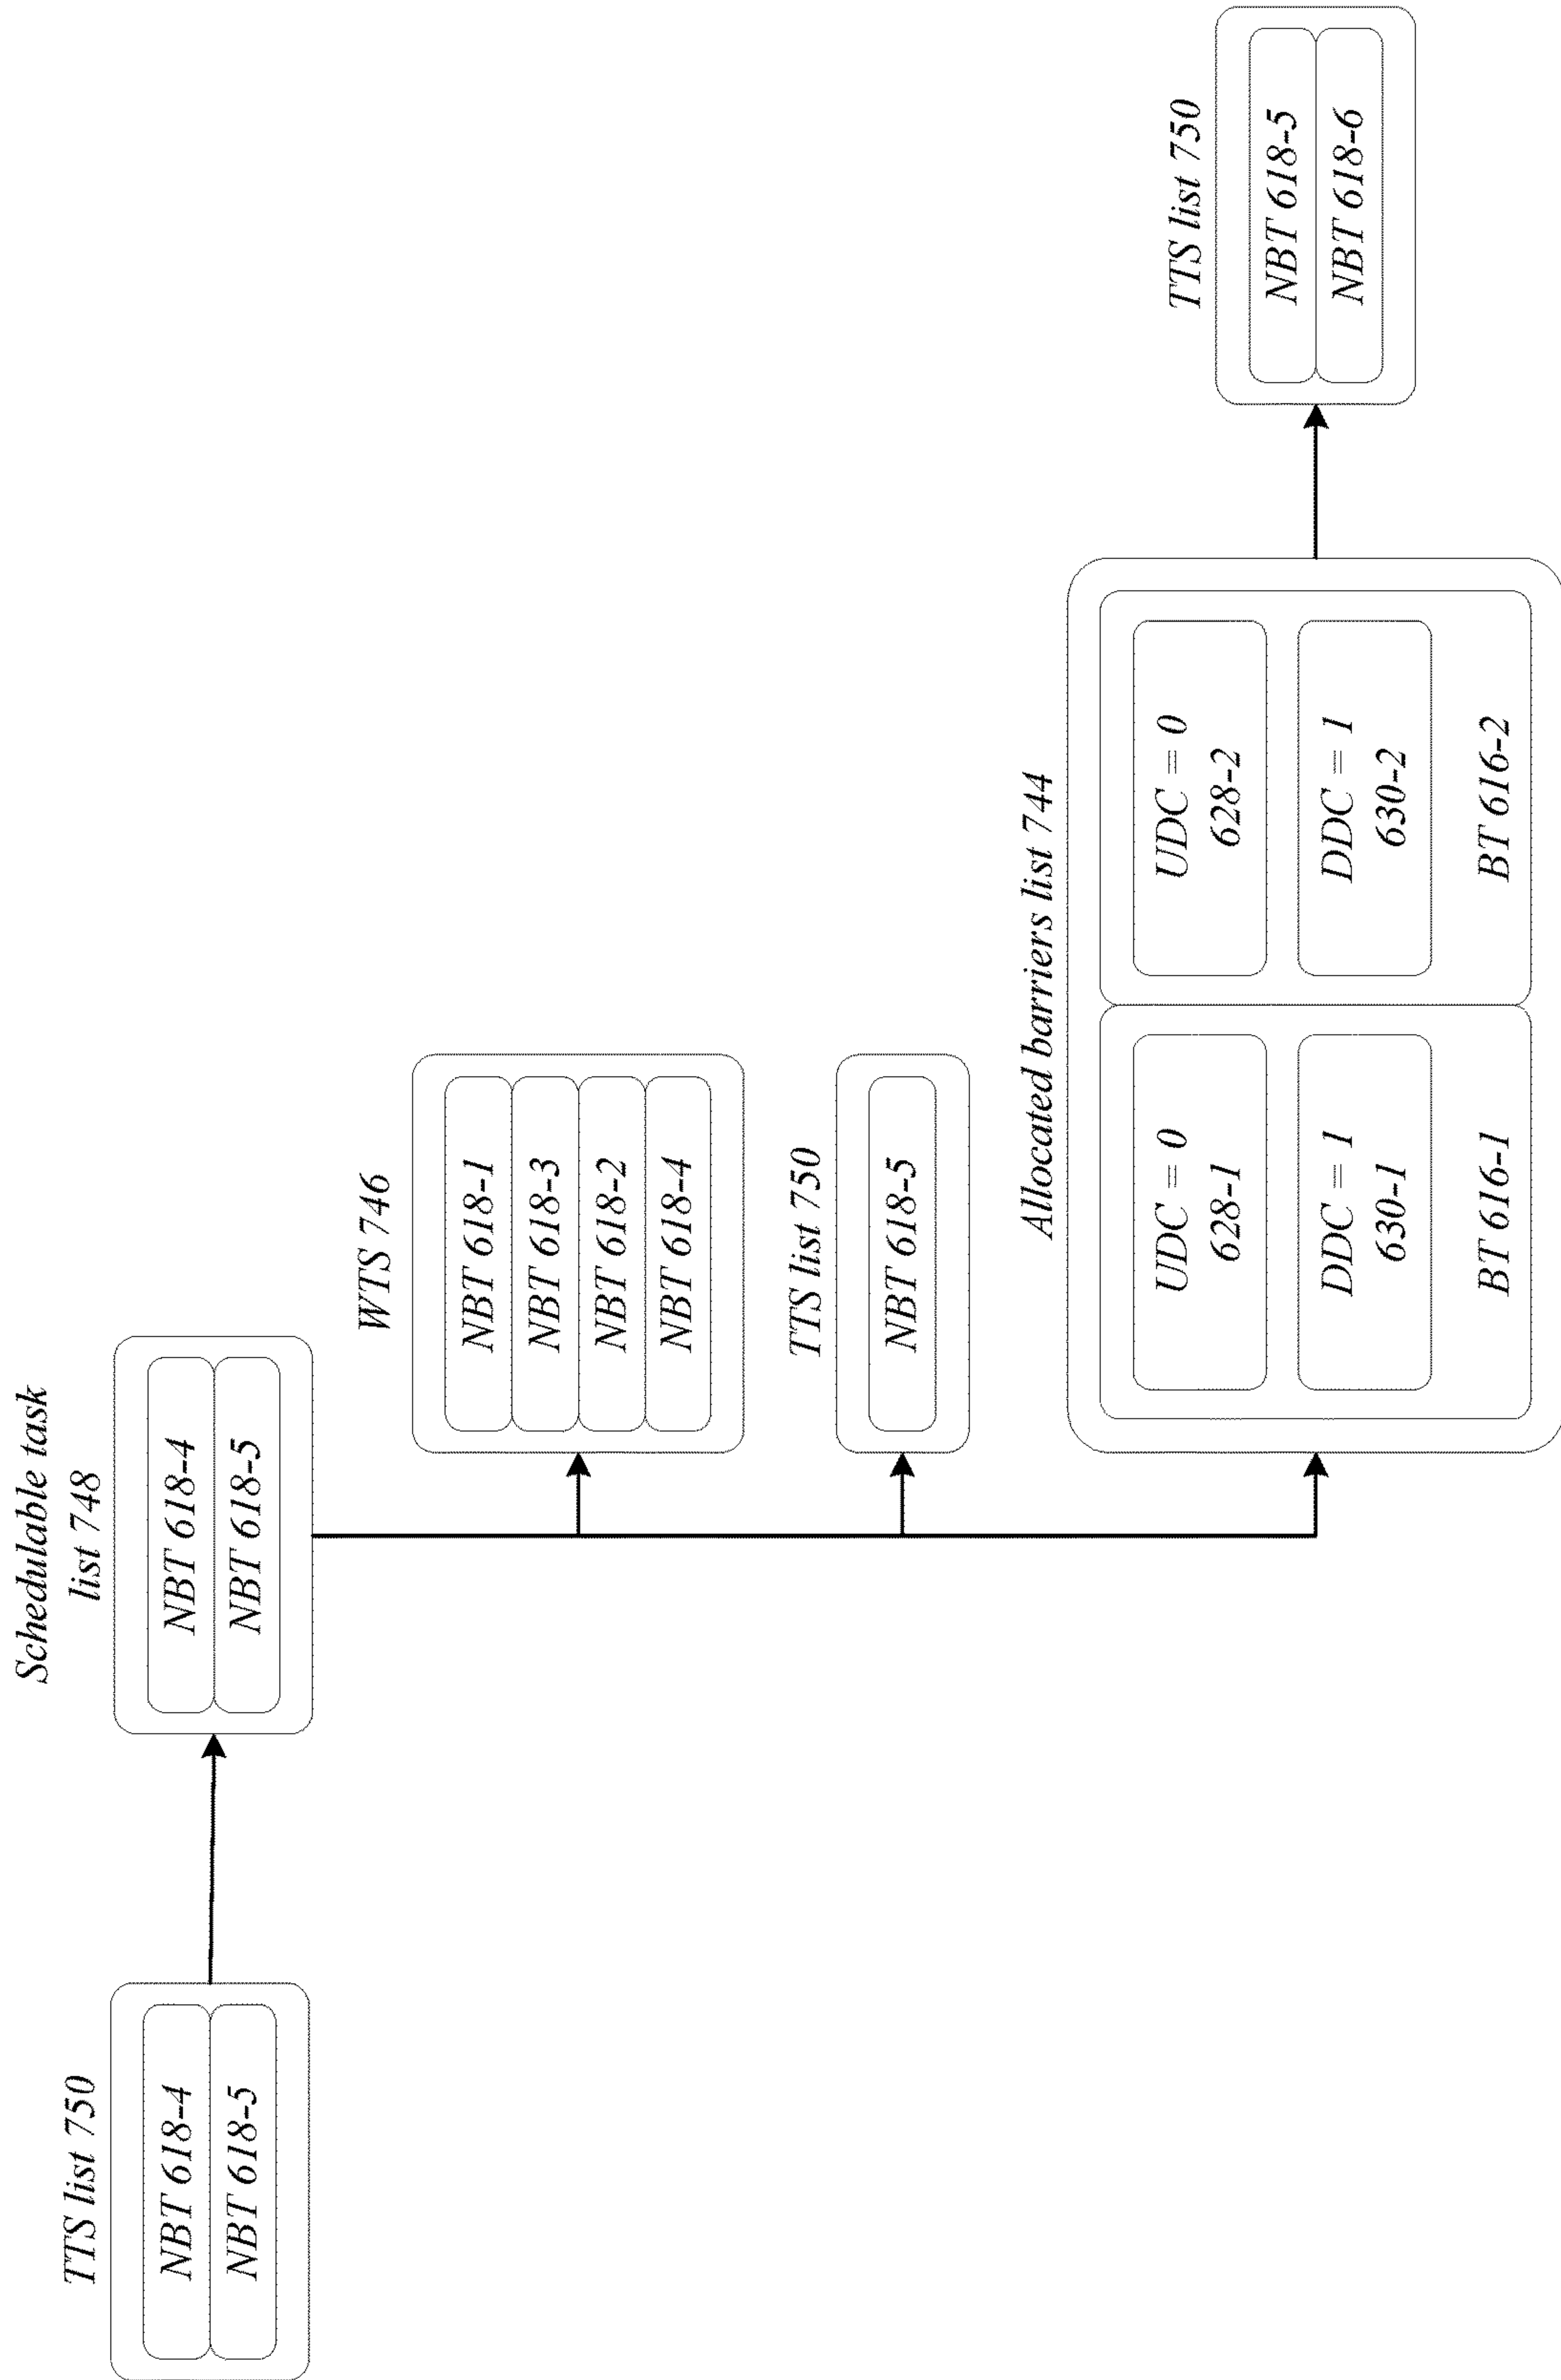 TTS list 750
NBT 618-4
NBT 618-5
Schedulable task
list 748
NBT 618-4
NBT 618-5
WTS 746
NBT 618-1
NBT 618-3
NBT 618-2
NBT 618-4
TTS list 750
NBT 618-5
Allocated barriers list 744
UDC = 0
628-1
DDC = 1
630-1
BT 616-1
UDC = 0
628-2
DDC = 1
630-2
BT 616-2
TTS list 750
NBT 618-5
NBT 618-6